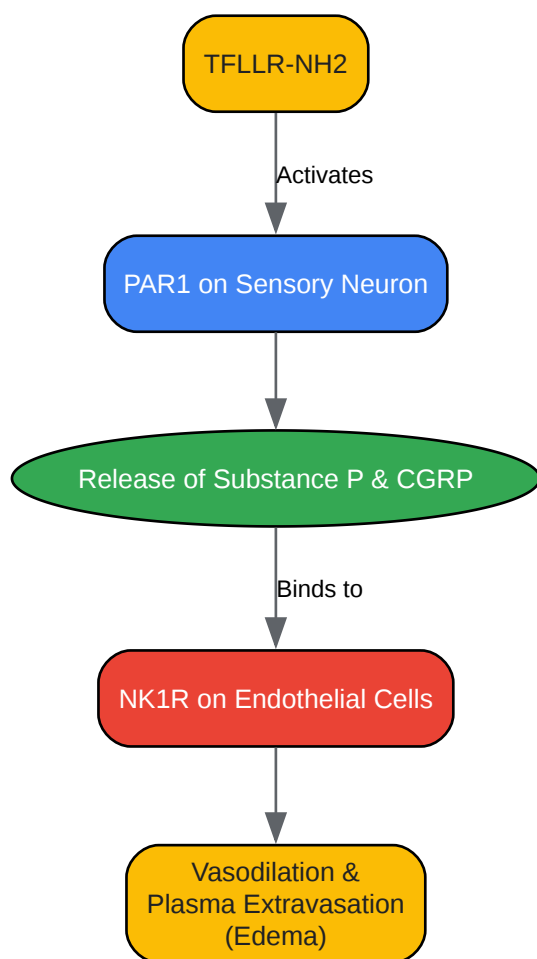 TFLLR-NH2
Activates
PAR1 on Sensory Neuron
Release of Substance P & CGRP
Binds to
NK1R on Endothelial Cells
Vasodilation &
Plasma Extravasation
(Edema)